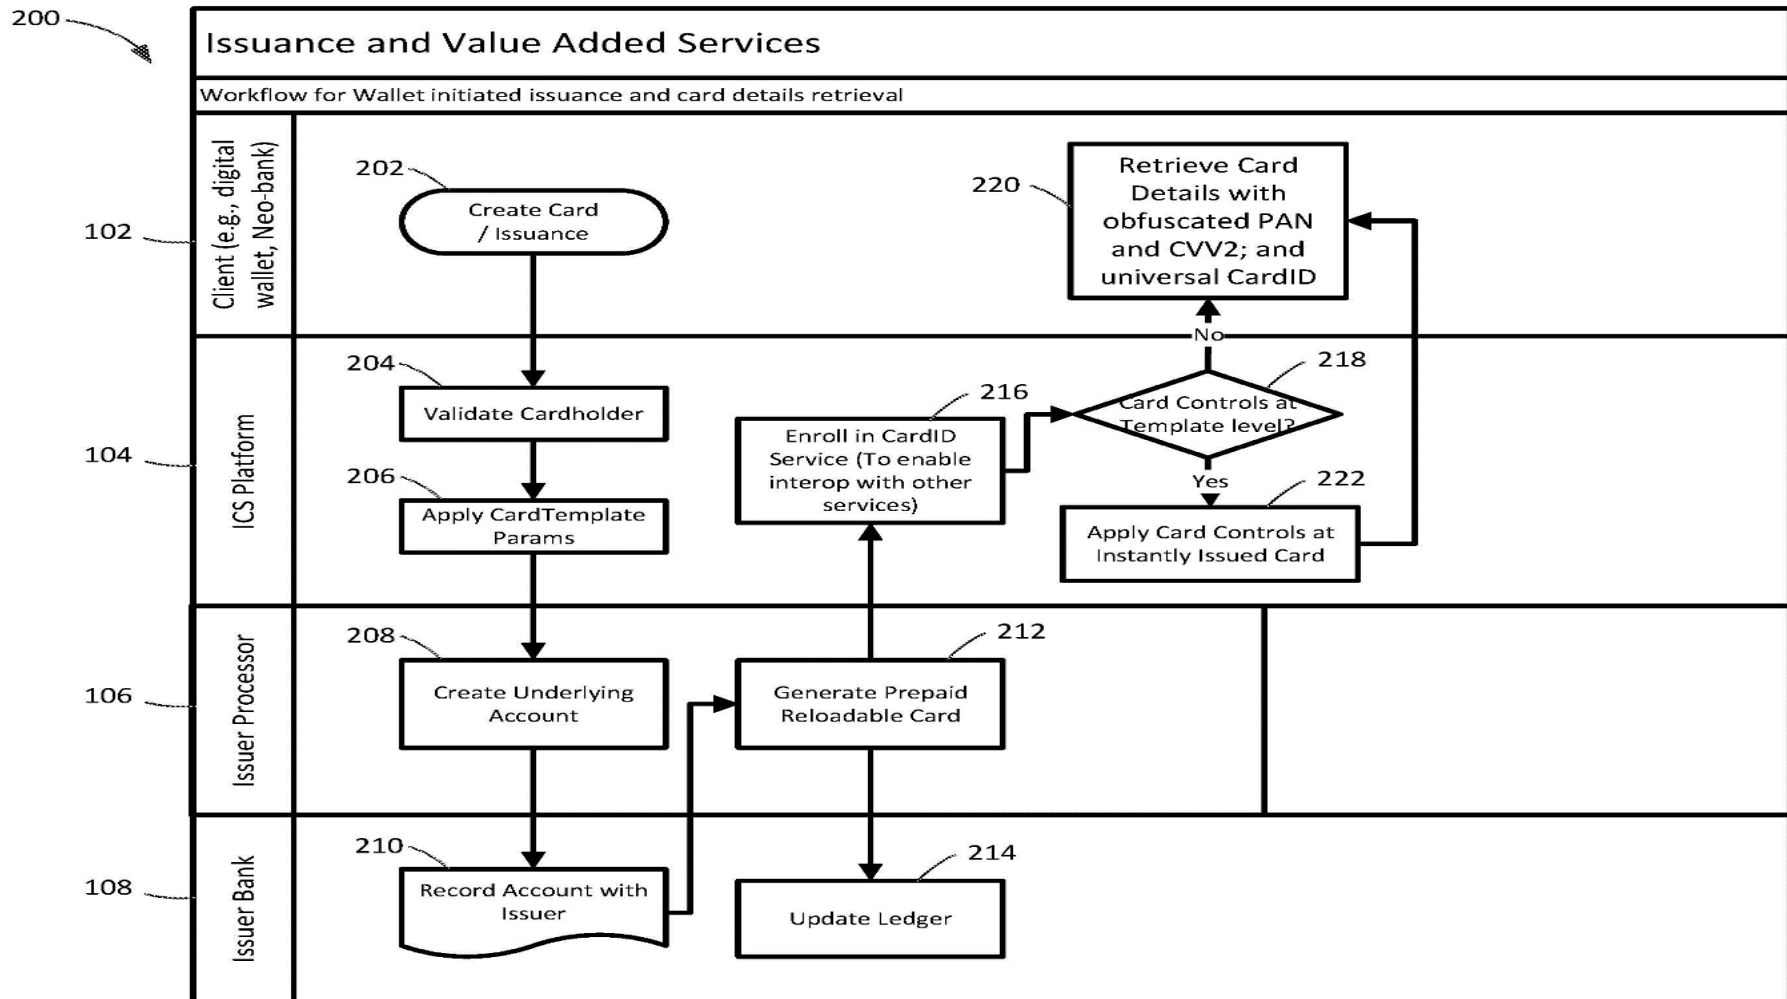 200
Issuance and Value Added Services
Workflow for Wallet initiated issuance and card details retrieval
102
Client (e.g., digital
wallet, Neo-bank)
202
Create Card
/ Issuance
220
Retrieve Card
Details with
obfuscated PAN
and CVV2; and
universal CardID
No
104
ICS Platform
204
Validate Cardholder
206
Apply CardTemplate
Params
216
Enroll in CardID
Service (To enable
interop with other
services)
218
Card Controls at
Template level?
Yes
222
Apply Card Controls at
Instantly Issued Card
106
Issuer Processor
208
Create Underlying
Account
212
Generate Prepaid
Reloadable Card
108
Issuer Bank
210
Record Account with
Issuer
214
Update Ledger